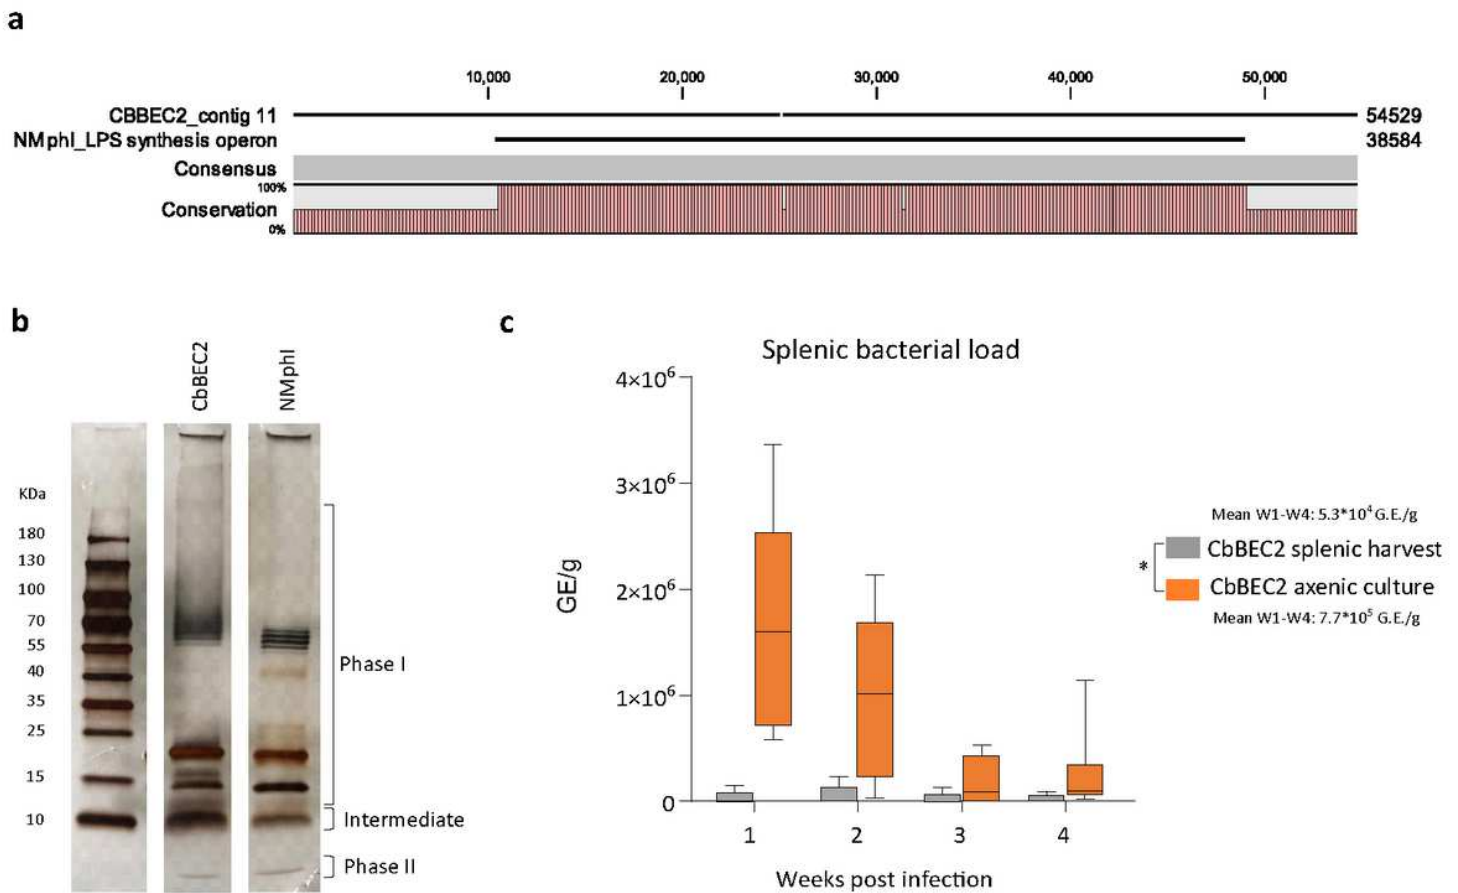 a
10,000 20,000 30,000 40,000 50,000
CBBEC2_contig 11 54529
NMphI_LPS synthesis operon 38584
Consensus
100%
Conservation
0%
b
CbBEC2 NMphI
KDa
180
130
100
70
55
40
35
25
15
10
Phase I
Intermediate
Phase II
c
Splenic bacterial load
4×10⁶
3×10⁶
2×10⁶
1×10⁶
0
GE/g
1 2 3 4
Weeks post infection
Mean W1-W4: 5.3*10⁴ G.E./g
CbBEC2 splenic harvest
*
CbBEC2 axenic culture
Mean W1-W4: 7.7*10⁵ G.E./g